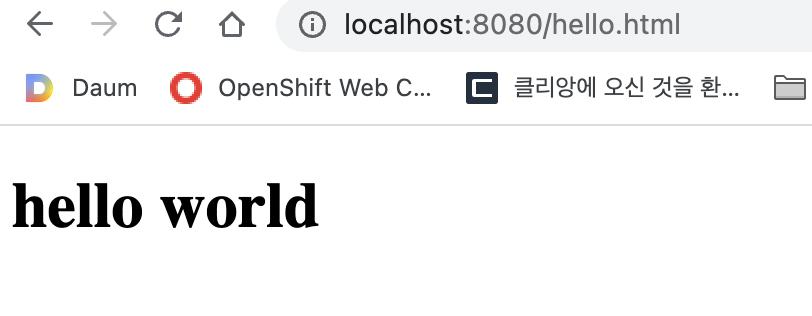 localhost:8080/hello.html
Daum OpenShift Web C... 클리앙에 오신 것을 환...
hello world